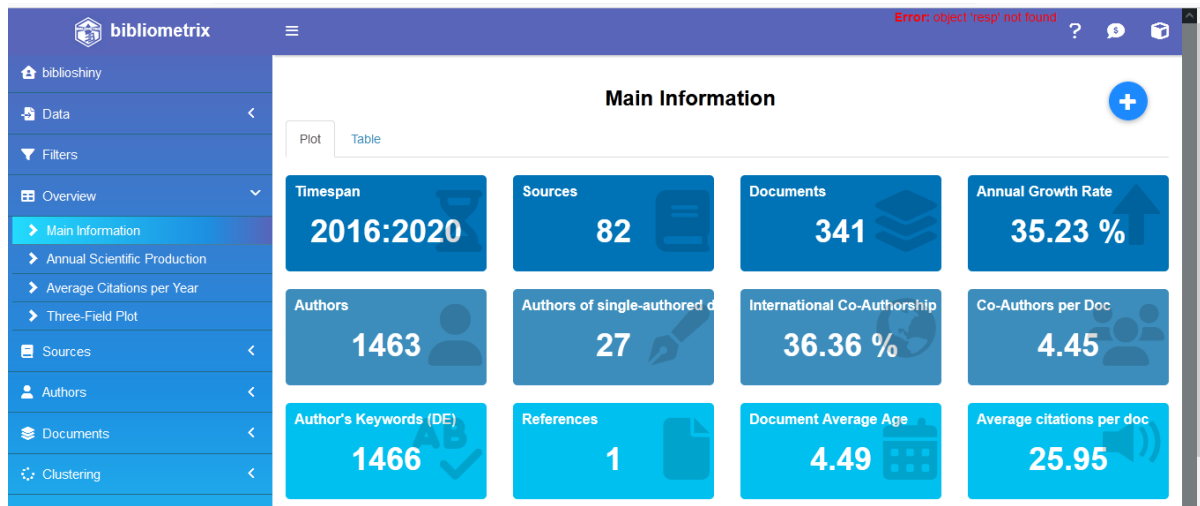 bibliometrix
Error: object 'resp' not found
?
biblioshiny
Data
Filters
Overview
Main Information
Annual Scientific Production
Average Citations per Year
Three-Field Plot
Sources
Authors
Documents
Clustering
Main Information
+
Plot Table
Timespan
2016:2020
Sources
82
Documents
341
Annual Growth Rate
35.23 %
Authors
1463
Authors of single-authored d
27
International Co-Authorship
36.36 %
Co-Authors per Doc
4.45
Author's Keywords (DE)
1466
AB
References
1
Document Average Age
4.49
Average citations per doc
25.95